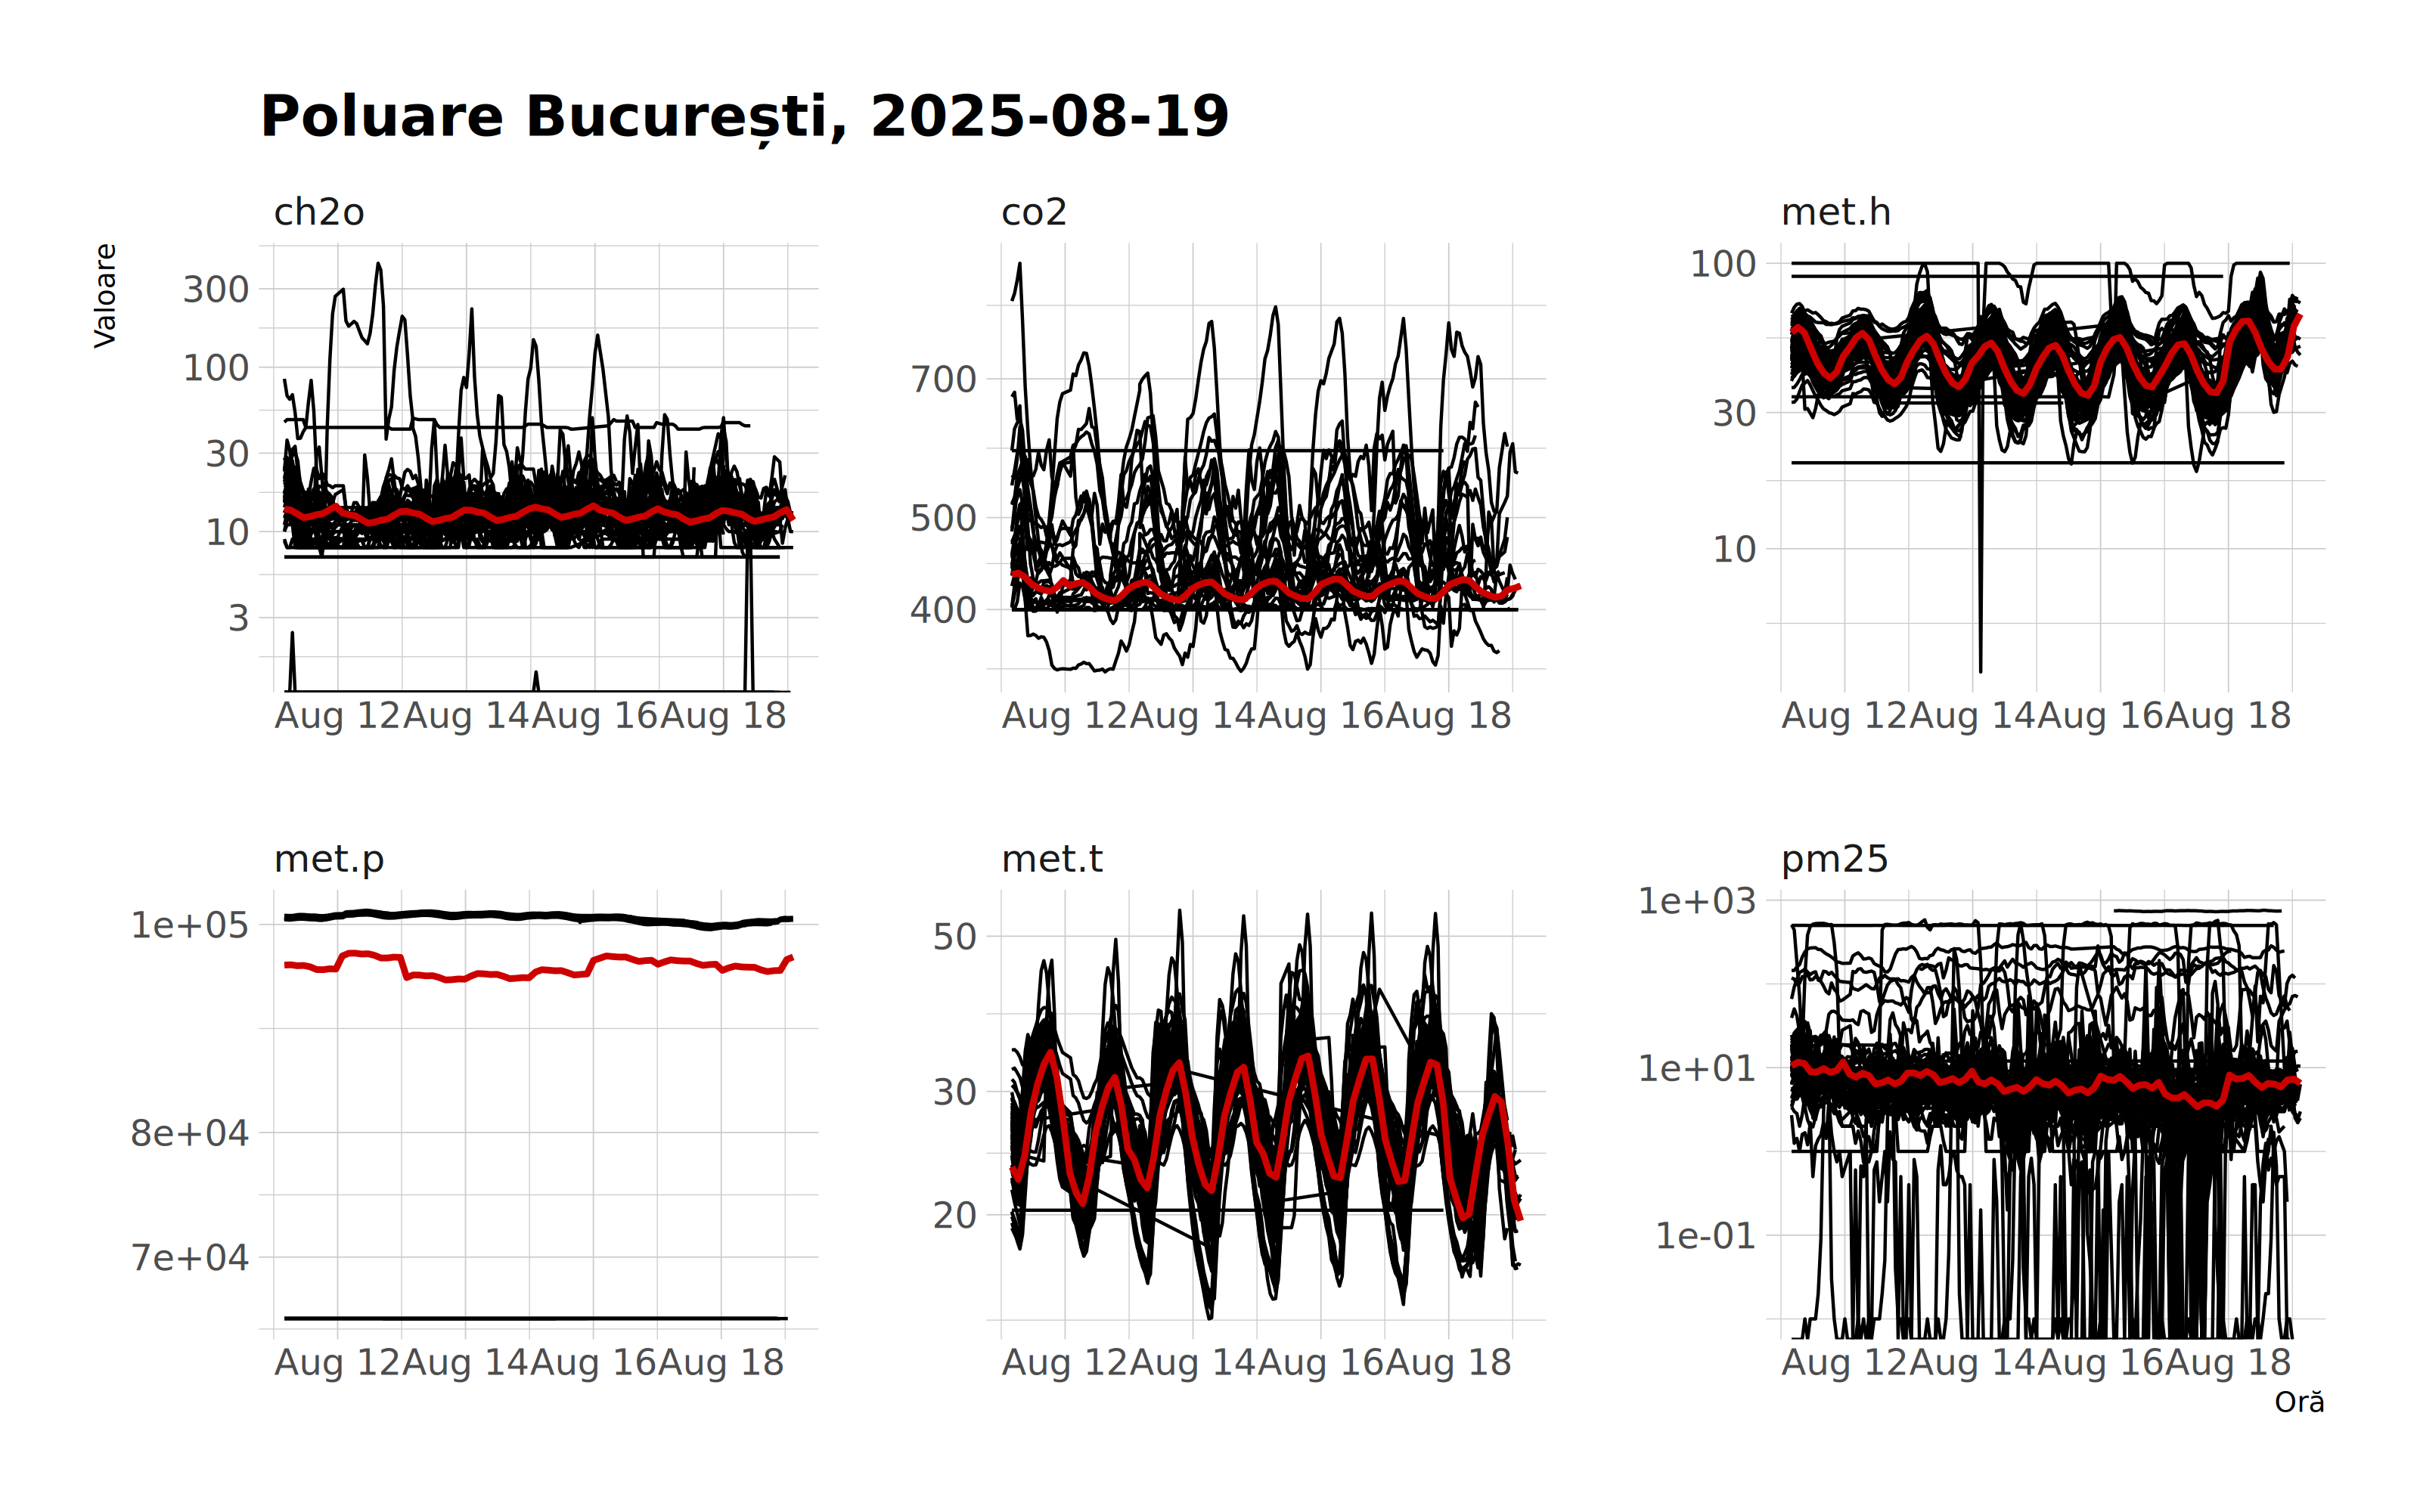 Poluare București, 2025-08-19
ch2o
co2
met.h
Valoare
300
100
30
10
3
700
500
400
100
30
10
Aug 12 Aug 14 Aug 16 Aug 18
Aug 12 Aug 14 Aug 16 Aug 18
Aug 12 Aug 14 Aug 16 Aug 18
met.p
met.t
pm25
1e+05
8e+04
7e+04
50
30
20
1e+03
1e+01
1e-01
Aug 12 Aug 14 Aug 16 Aug 18
Aug 12 Aug 14 Aug 16 Aug 18
Aug 12 Aug 14 Aug 16 Aug 18
Oră